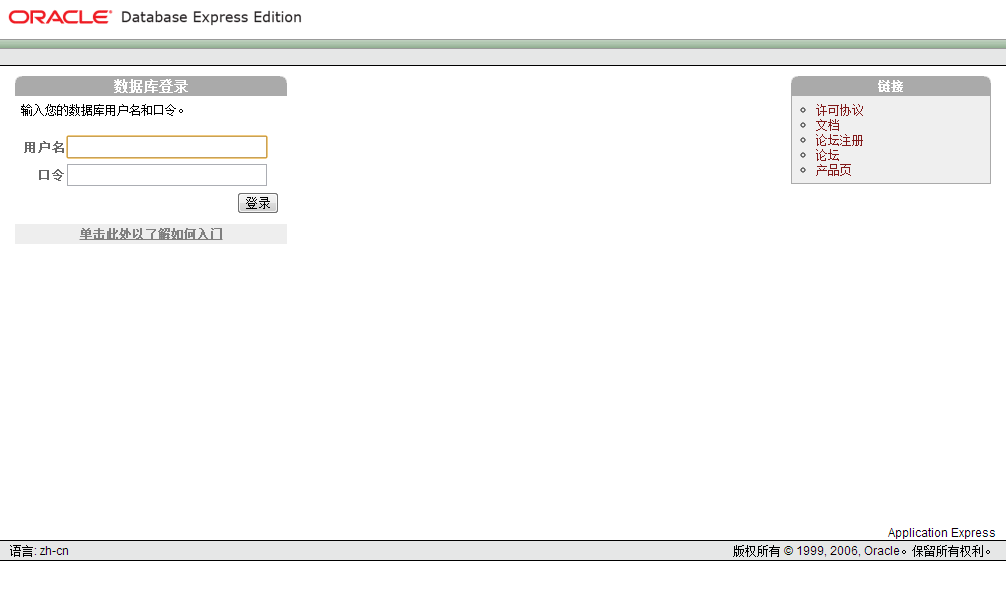 ORACLE® Database Express Edition
数据库登录
输入您的数据库用户名和口令。
用户名
口令
登录
单击此处以了解如何入门
链接
许可协议
文档
论坛注册
论坛
产品页
Application Express
语言: zh-cn
版权所有 © 1999, 2006, Oracle。保留所有权利。